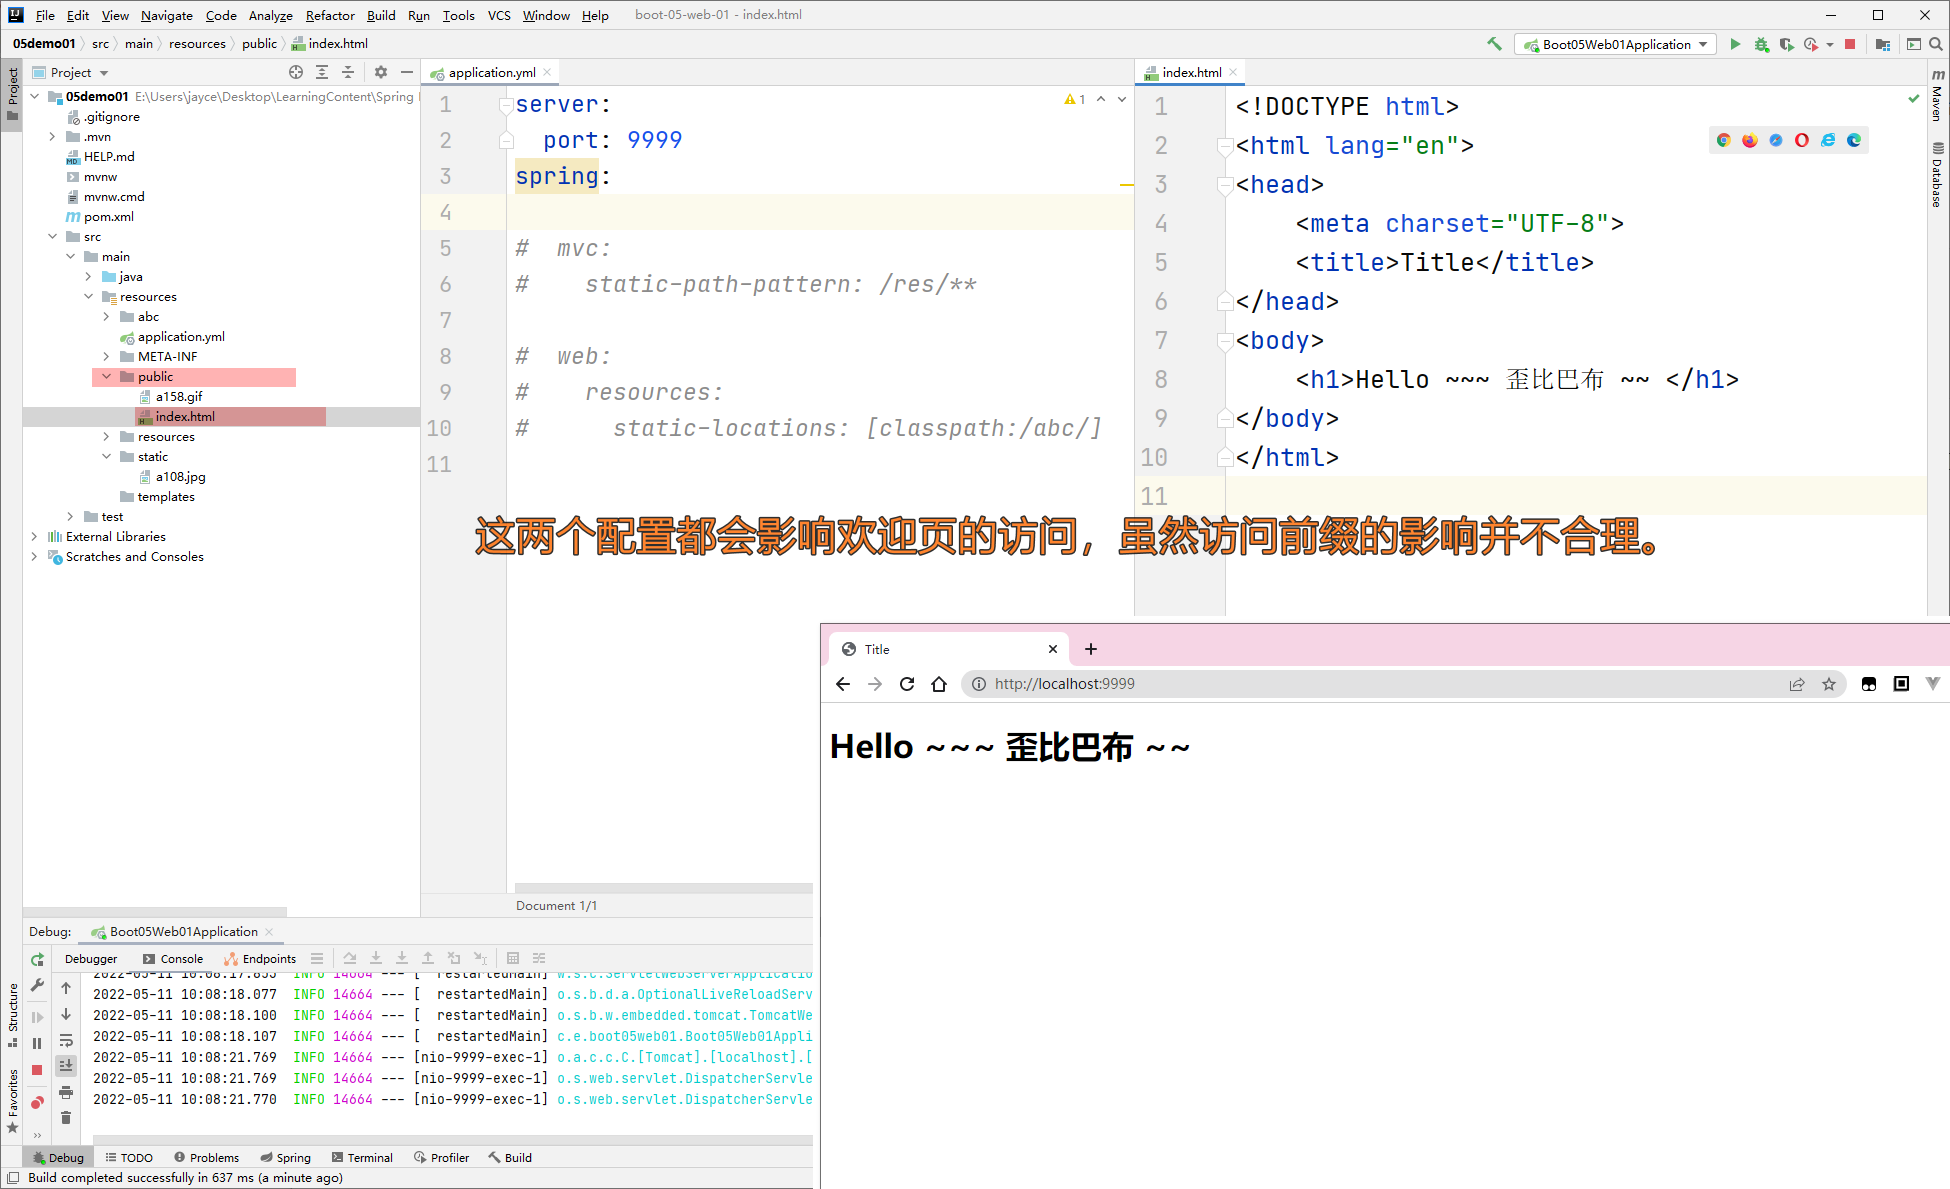 File Edit View Navigate Code Analyze Refactor Build Run Tools VCS Window Help boot-05-web-01 - index.html
05demo01 src main resources public index.html Boot05Web01Application
Project
Project
05demo01 E:\Users\jayce\Desktop\LearningContent\Spring
.gitignore
.mvn
HELP.md
mvnw
mvnw.cmd
pom.xml
src
main
java
resources
abc
application.yml
META-INF
public
a158.gif
index.html
resources
static
a108.jpg
templates
test
External Libraries
Scratches and Consoles
application.yml
1
1 server:
2 port: 9999
3 spring:
4
5 # mvc:
6 # static-path-pattern: /res/**
7
8 # web:
9 # resources:
10 # static-locations: [classpath:/abc/]
11
Document 1/1
index.html
1 <!DOCTYPE html>
2 <html lang="en">
3 <head>
4 <meta charset="UTF-8">
5 <title>Title</title>
6 </head>
7 <body>
8 <h1>Hello ~~~ 歪比巴布 ~~ </h1>
9 </body>
10 </html>
11
Maven
Database
这两个配置都会影响欢迎页的访问，虽然访问前缀的影响并不合理。
Title
http://localhost:9999
Hello ~~~ 歪比巴布 ~~
Debug: Boot05Web01Application
Debugger Console Endpoints
2022-05-11 10:08:17.855 INFO 14664 --- [ restartedMain] w.s.c.ServletWebServerApplicatio
2022-05-11 10:08:18.077 INFO 14664 --- [ restartedMain] o.s.b.d.a.OptionalLiveReloadServ
2022-05-11 10:08:18.100 INFO 14664 --- [ restartedMain] o.s.b.w.embedded.tomcat.TomcatWe
2022-05-11 10:08:18.107 INFO 14664 --- [ restartedMain] c.e.boot05web01.Boot05Web01Appli
2022-05-11 10:08:21.769 INFO 14664 --- [nio-9999-exec-1] o.a.c.c.C.[Tomcat].[localhost].[
2022-05-11 10:08:21.769 INFO 14664 --- [nio-9999-exec-1] o.s.web.servlet.DispatcherServle
2022-05-11 10:08:21.770 INFO 14664 --- [nio-9999-exec-1] o.s.web.servlet.DispatcherServle
Structure
Favorites
Debug TODO Problems Spring Terminal Profiler Build
Build completed successfully in 637 ms (a minute ago)